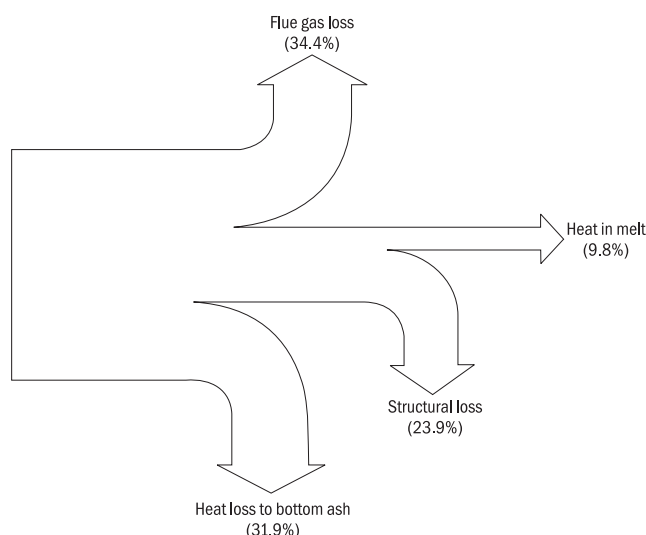 Flue gas loss
(34.4%)
Heat in melt
(9.8%)
Structural loss
(23.9%)
Heat loss to bottom ash
(31.9%)